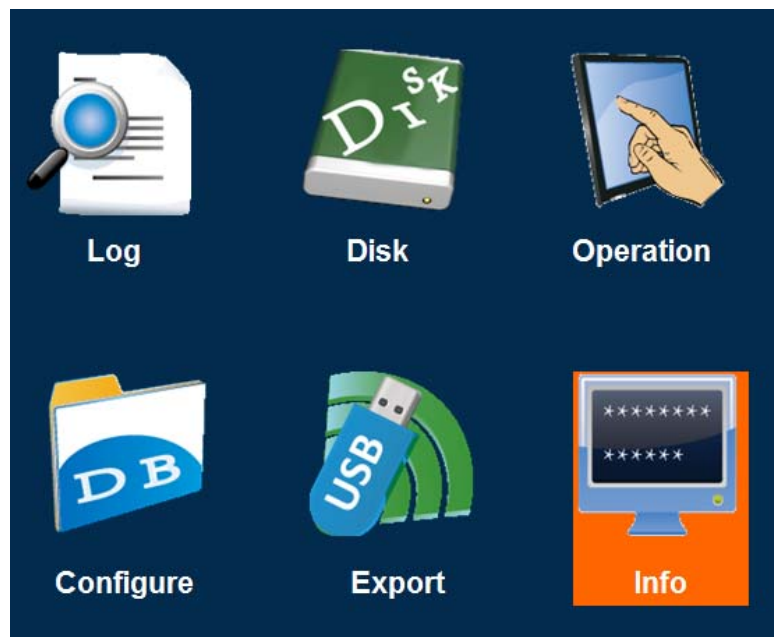 DISK
Log
Disk
Operation
DB
USB
********
******
Configure
Export
Info